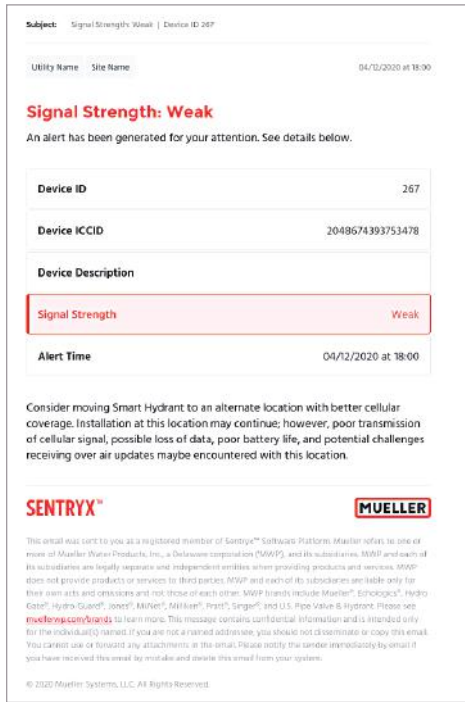 Subject: Signal Strength: Weak | Device ID 267
Utility Name Site Name 04/12/2020 at 18:00
Signal Strength: Weak
An alert has been generated for your attention. See details below.
Device ID 267
Device ICCID 2048674393753478
Device Description
Signal Strength Weak
Alert Time 04/12/2020 at 18:00
Consider moving Smart Hydrant to an alternate location with better cellular
coverage. Installation at this location may continue; however, poor transmission
of cellular signal, possible loss of data, poor battery life, and potential challenges
receiving over air updates maybe encountered with this location.
SENTRYX™ MUELLER
This email was sent to you as a registered member of Sentryx™ Software Platform. Mueller refers to one or
more of Mueller Water Products, Inc., a Delaware corporation ("MWP"), and its subsidiaries. MWP and each of
its subsidiaries are legally separate and independent entities when providing products and services. MWP
does not provide products or services to third parties. MWP and each of its subsidiaries are liable only for
their own acts and omissions and not those of each other. MWP brands include Mueller®, Echologics®, Hydro
Gate®, Hydro-Guard®, Jones®, Mi.Net®, Milliken®, Pratt®, Singer®, and U.S. Pipe Valve & Hydrant. Please see
muellerwp.com/brands to learn more. This message contains confidential information and is intended only
for the individual(s) named. If you are not a named addressee, you should not disseminate or copy this email.
You cannot use or forward any attachments in the email. Please notify the sender immediately by email if
you have received this email by mistake and delete this email from your system.
© 2020 Mueller Systems, LLC. All Rights Reserved.